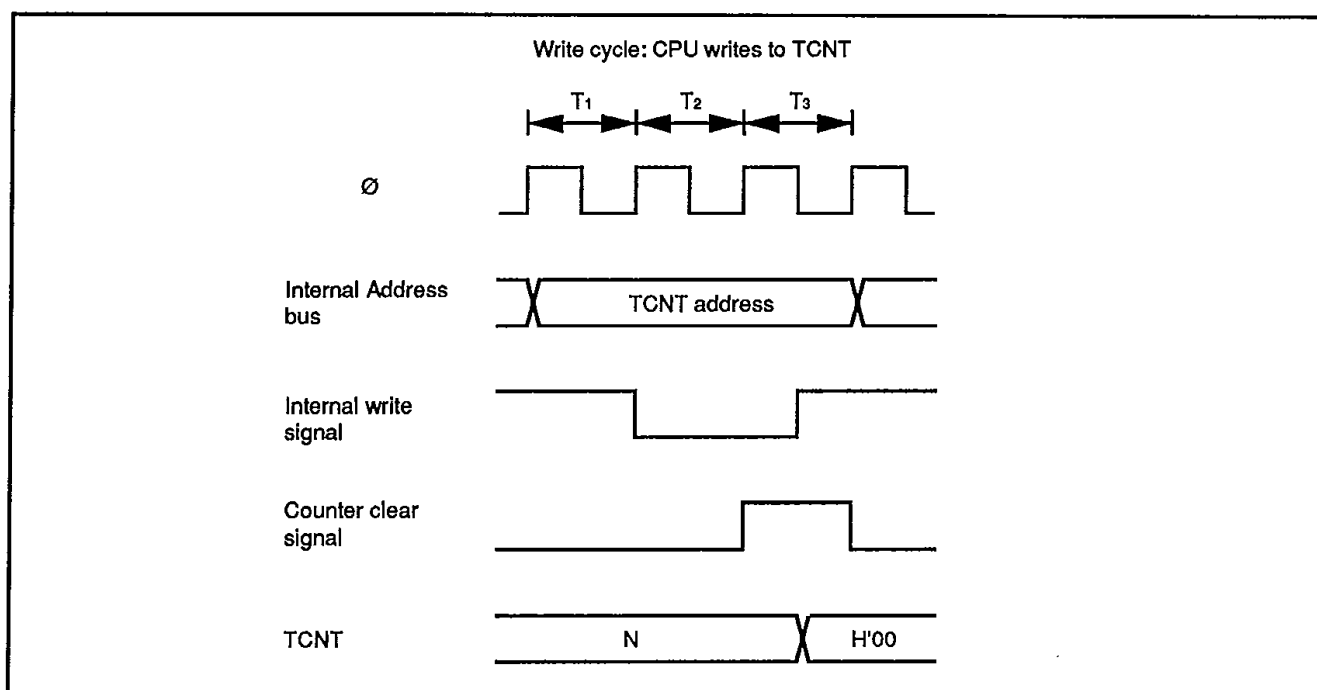 Write cycle: CPU writes to TCNT
T1 T2 T3
Ø
Internal Address
bus
TCNT address
Internal write
signal
Counter clear
signal
TCNT
N
H'00